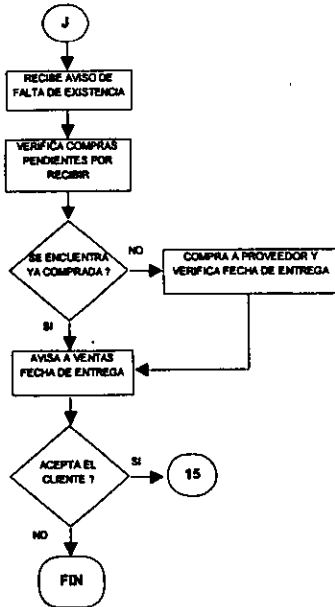 J
RECIBE AVISO DE
FALTA DE EXISTENCIA
VERIFICA COMPRAS
PENDIENTES POR
RECIBIR
SE ENCUENTRA
YA COMPRADA ?
NO
COMPRA A PROVEEDOR Y
VERIFICA FECHA DE ENTREGA
SI
AVISA A VENTAS
FECHA DE ENTREGA
ACEPTA EL
CLIENTE ?
SI
15
NO
FIN